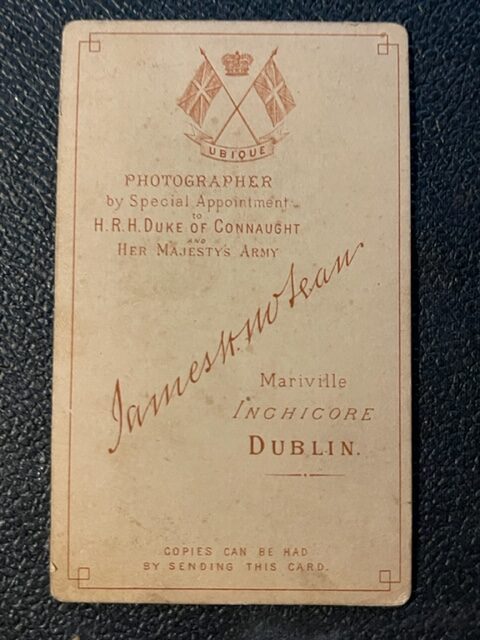 UBIQUE
PHOTOGRAPHER
by Special Appointment
TO
H.R.H. DUKE OF CONNAUGHT
AND
HER MAJESTY'S ARMY
James H. McLean
Mariville
INCHICORE
DUBLIN.
COPIES CAN BE HAD
BY SENDING THIS CARD.